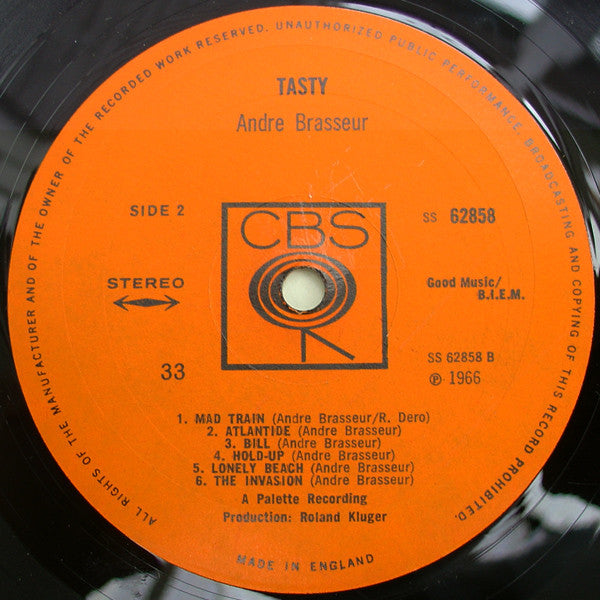 ALL RIGHTS OF THE MANUFACTURER AND OF THE OWNER OF THE RECORDED WORK RESERVED. UNAUTHORIZED PUBLIC PERFORMANCE, BROADCASTING AND COPYING OF THIS RECORD PROHIBITED.
TASTY
Andre Brasseur
SIDE 2
CBS
SS 62858
STEREO
Good Music/
B.I.E.M.
33
SS 62858 B
℗ 1966
1. MAD TRAIN (Andre Brasseur/R. Dero)
2. ATLANTIDE (Andre Brasseur)
3. BILL (Andre Brasseur)
4. HOLD-UP (Andre Brasseur)
5. LONELY BEACH (Andre Brasseur)
6. THE INVASION (Andre Brasseur)
A Palette Recording
Production: Roland Kluger
MADE IN ENGLAND